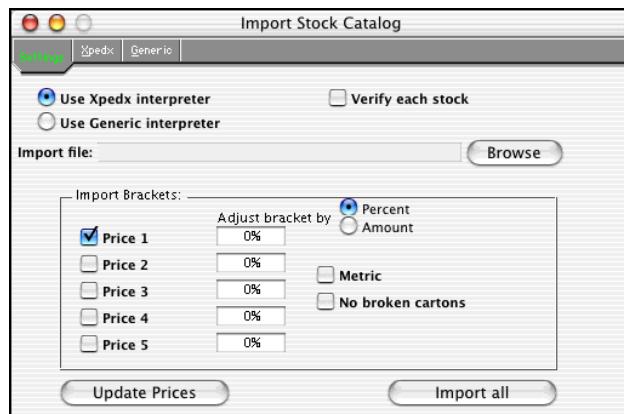 Import Stock Catalog
Settings Xpedx Generic
Use Xpedx interpreter Verify each stock
Use Generic interpreter
Import file: Browse
Import Brackets:
Adjust bracket by Percent
Amount
Price 1 0%
Price 2 0%
Metric
Price 3 0%
No broken cartons
Price 4 0%
Price 5 0%
Update Prices Import all